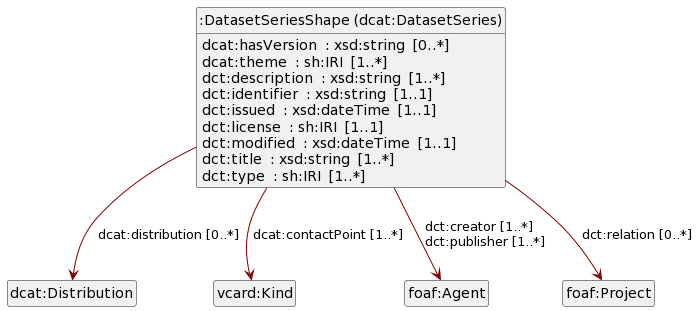 :DatasetSeriesShape (dcat:DatasetSeries)
dcat:hasVersion : xsd:string [0..*]
dcat:theme : sh:IRI [1..*]
dct:description : xsd:string [1..*]
dct:identifier : xsd:string [1..1]
dct:issued : xsd:dateTime [1..1]
dct:license : sh:IRI [1..1]
dct:modified : xsd:dateTime [1..1]
dct:title : xsd:string [1..*]
dct:type : sh:IRI [1..*]
dcat:distribution [0..*]
dcat:contactPoint [1..*]
dct:creator [1..*]
dct:publisher [1..*]
dct:relation [0..*]
dcat:Distribution
vcard:Kind
foaf:Agent
foaf:Project